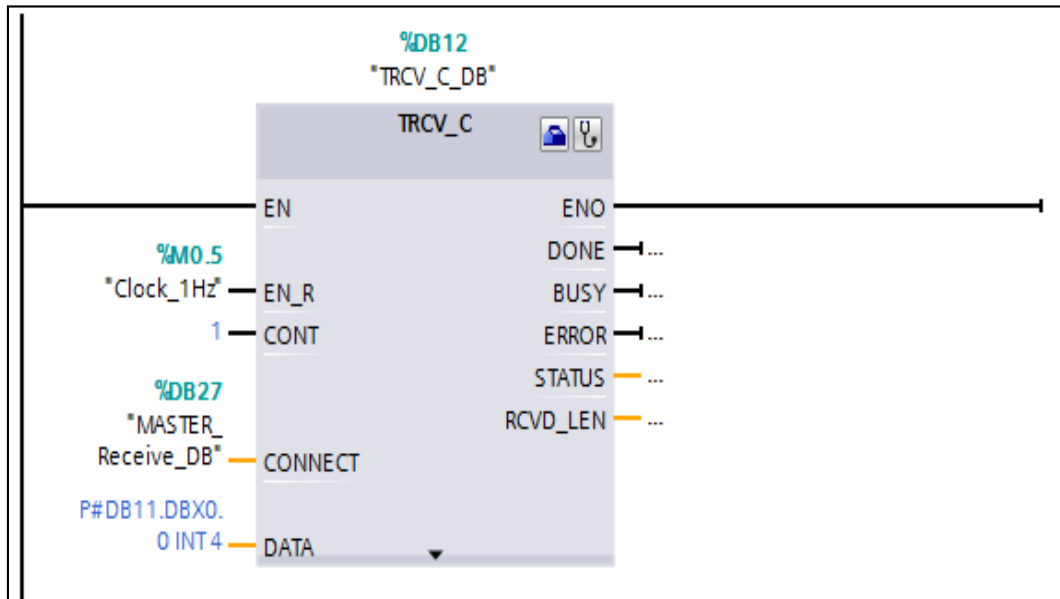 %DB12
"TRCV_C_DB"
TRCV_C
EN
ENO
DONE
...
%M0.5
"Clock_1Hz"
EN_R
BUSY
...
1
CONT
ERROR
...
STATUS
...
%DB27
"MASTER_
Receive_DB"
CONNECT
RCVD_LEN
...
P#DB11.DBX0.
0 INT 4
DATA